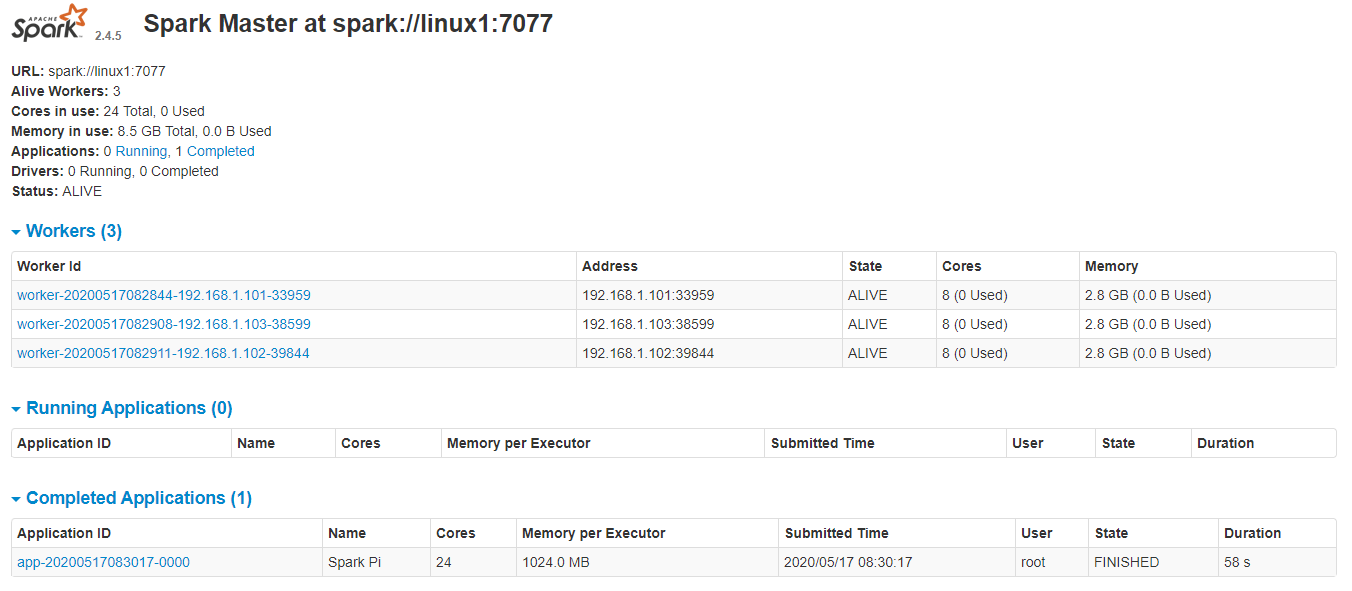 APACHE
Spark 2.4.5 Spark Master at spark://linux1:7077
URL: spark://linux1:7077
Alive Workers: 3
Cores in use: 24 Total, 0 Used
Memory in use: 8.5 GB Total, 0.0 B Used
Applications: 0 Running, 1 Completed
Drivers: 0 Running, 0 Completed
Status: ALIVE
Workers (3)
Worker Id Address State Cores Memory
worker-20200517082844-192.168.1.101-33959 192.168.1.101:33959 ALIVE 8 (0 Used) 2.8 GB (0.0 B Used)
worker-20200517082908-192.168.1.103-38599 192.168.1.103:38599 ALIVE 8 (0 Used) 2.8 GB (0.0 B Used)
worker-20200517082911-192.168.1.102-39844 192.168.1.102:39844 ALIVE 8 (0 Used) 2.8 GB (0.0 B Used)
Running Applications (0)
Application ID Name Cores Memory per Executor Submitted Time User State Duration
Completed Applications (1)
Application ID Name Cores Memory per Executor Submitted Time User State Duration
app-20200517083017-0000 Spark Pi 24 1024.0 MB 2020/05/17 08:30:17 root FINISHED 58 s